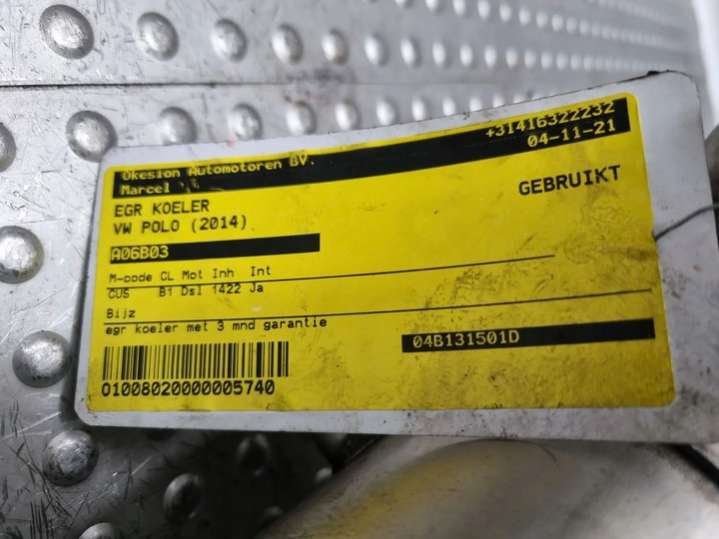 Okesion Automotoren BV. +31416322232
Marcel 04-11-21
EGR KOELER GEBRUIKT
VW POLO (2014)
A06B03
M-code CL Mot Inh Int
CUS B1 Dsl 1422 Ja
Bijz
egr koeler met 3 mnd garantie
04B131501D
01008020000005740